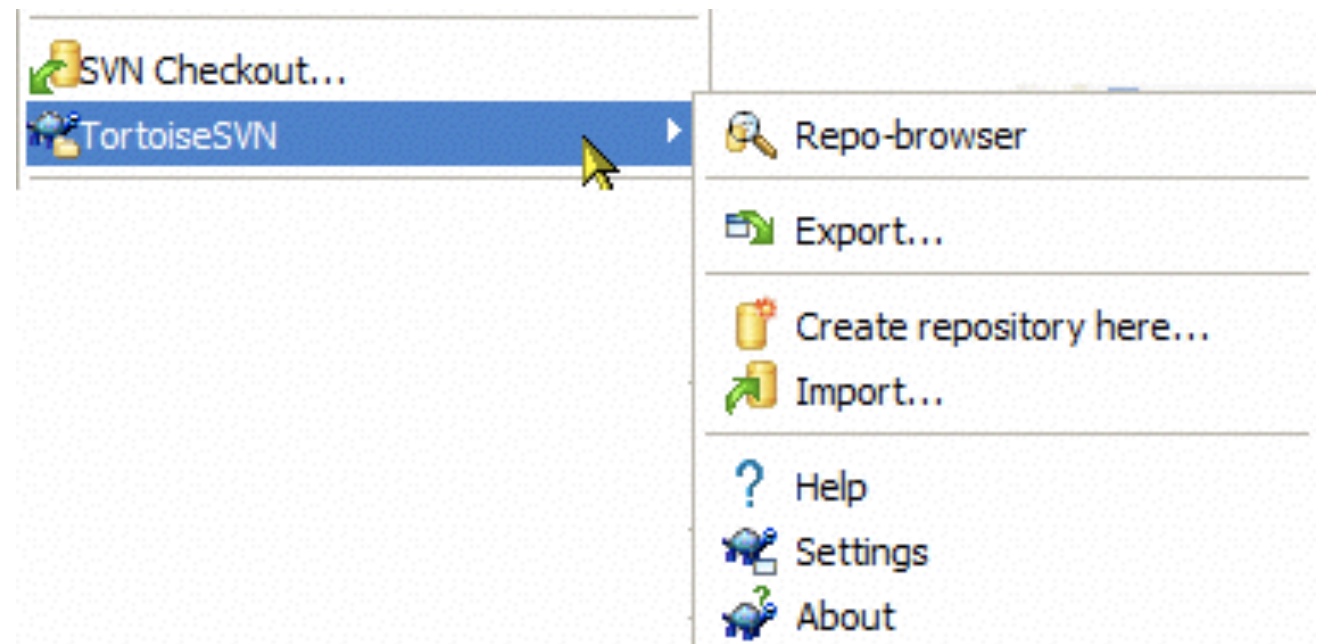 SVN Checkout...
TortoiseSVN
Repo-browser
Export...
Create repository here...
Import...
Help
Settings
About